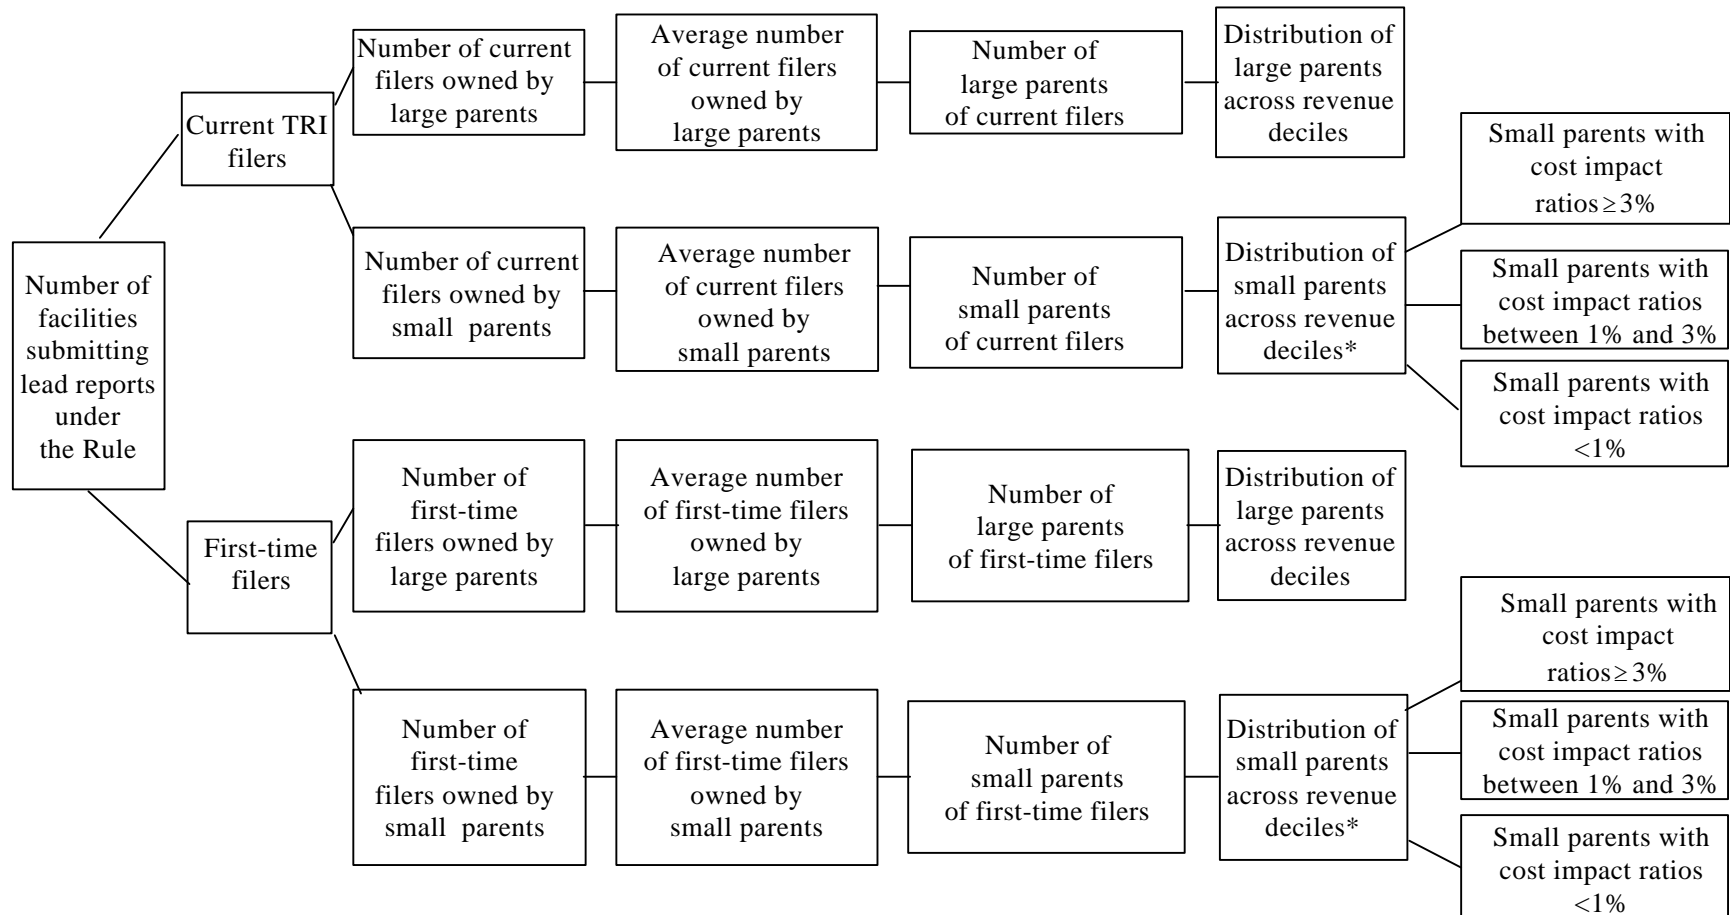 Number of
facilities
submitting
lead reports
under
the Rule
Current TRI
filers
Number of current
filers owned by
large parents
Average number
of current filers
owned by
large parents
Number of
large parents
of current filers
Distribution of
large parents
across revenue
deciles
Number of current
filers owned by
small parents
Average number
of current filers
owned by
small parents
Number of
small parents
of current filers
Distribution of
small parents
across revenue
deciles*
Small parents with
cost impact
ratios ≥ 3%
Small parents with
cost impact ratios
between 1% and 3%
Small parents with
cost impact ratios
<1%
First-time
filers
Number of
first-time
filers owned by
large parents
Average number
of first-time filers
owned by
large parents
Number of
large parents
of first-time filers
Distribution of
large parents
across revenue
deciles
Number of
first-time
filers owned by
small parents
Average number
of first-time filers
owned by
small parents
Number of
small parents
of first-time filers
Distribution of
small parents
across revenue
deciles*
Small parents with
cost impact
ratios ≥ 3%
Small parents with
cost impact ratios
between 1% and 3%
Small parents with
cost impact ratios
<1%